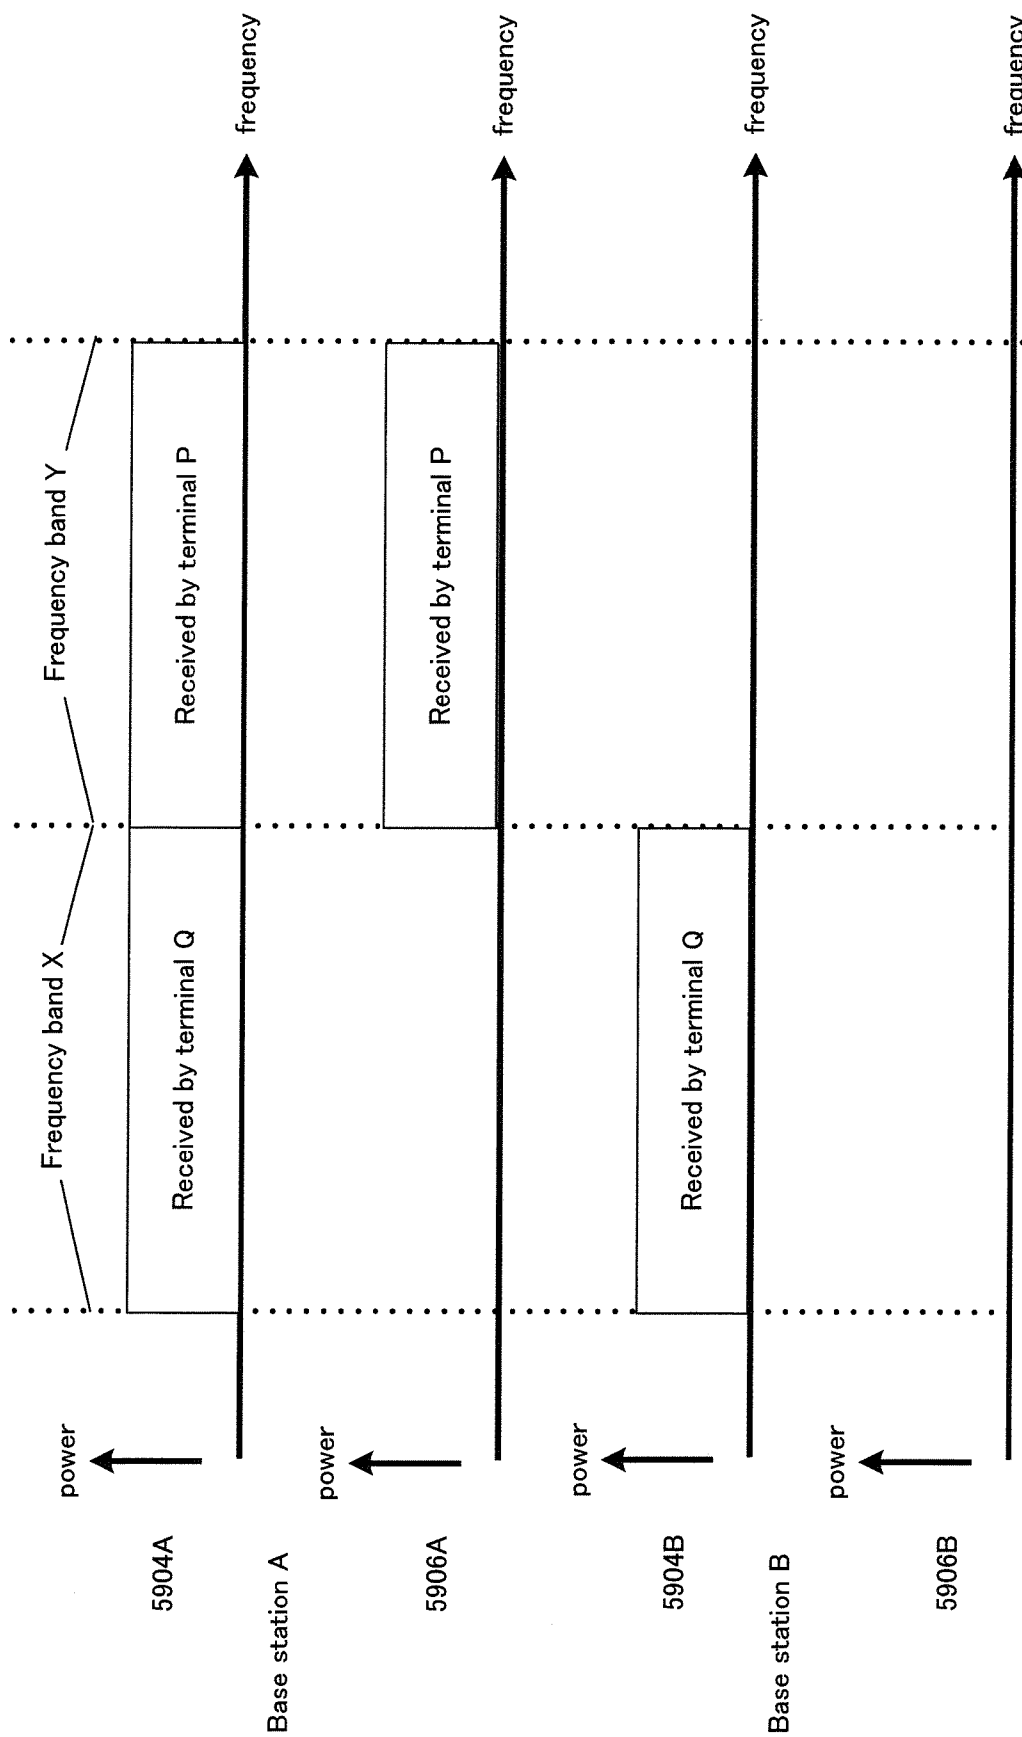 Frequency band X
Frequency band Y
power
5904A
Received by terminal Q
Received by terminal P
frequency
Base station A
power
5906A
Received by terminal P
frequency
power
5904B
Received by terminal Q
frequency
Base station B
power
5906B
frequency